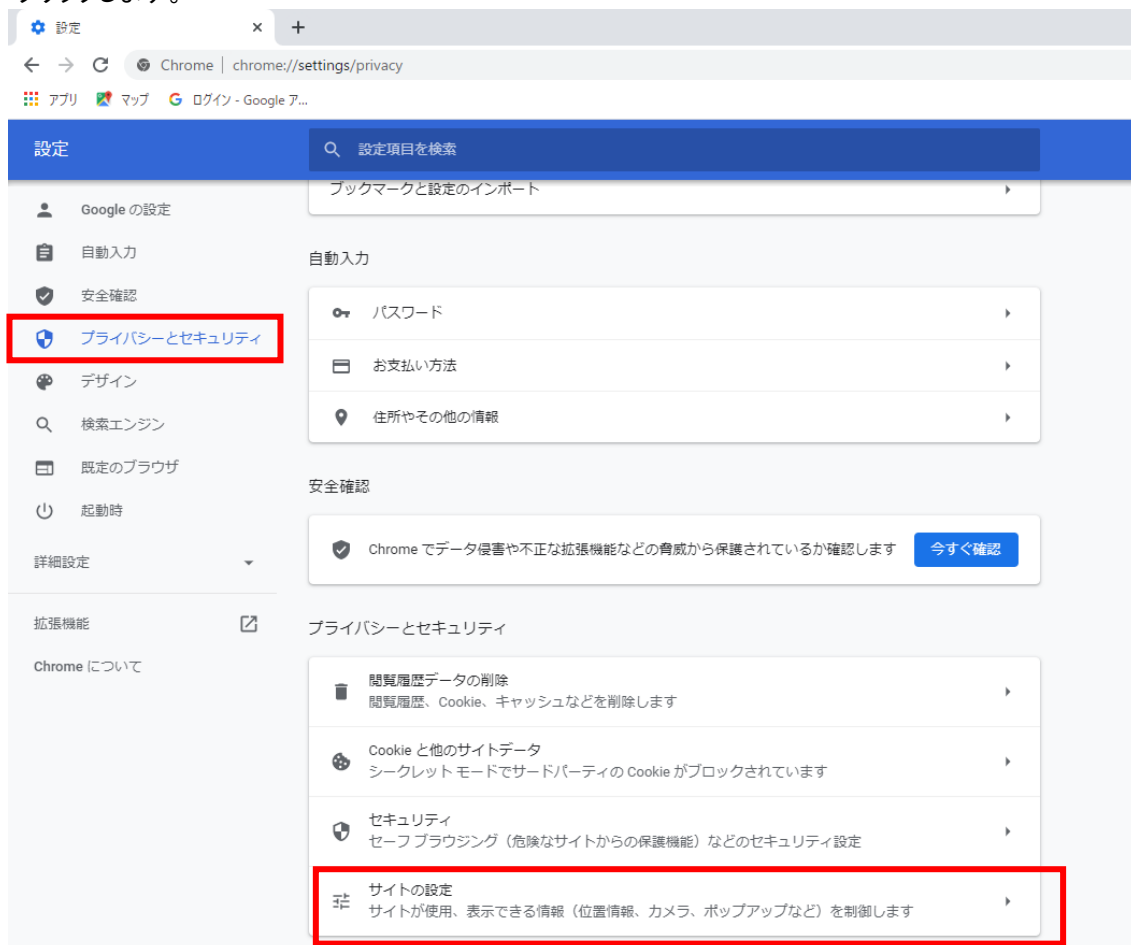 クリックします。
設定
Chrome | chrome://settings/privacy
アプリ マップ ログイン - Google ア...
設定
設定項目を検索
Google の設定
自動入力
安全確認
プライバシーとセキュリティ
デザイン
検索エンジン
既定のブラウザ
起動時
詳細設定
拡張機能
Chrome について
ブックマークと設定のインポート
自動入力
パスワード
お支払い方法
住所やその他の情報
安全確認
Chrome でデータ侵害や不正な拡張機能などの脅威から保護されているか確認します 今すぐ確認
プライバシーとセキュリティ
閲覧履歴データの削除
閲覧履歴、Cookie、キャッシュなどを削除します
Cookie と他のサイトデータ
シークレット モードでサードパーティの Cookie がブロックされています
セキュリティ
セーフ ブラウジング（危険なサイトからの保護機能）などのセキュリティ設定
サイトの設定
サイトが使用、表示できる情報（位置情報、カメラ、ポップアップなど）を制御します